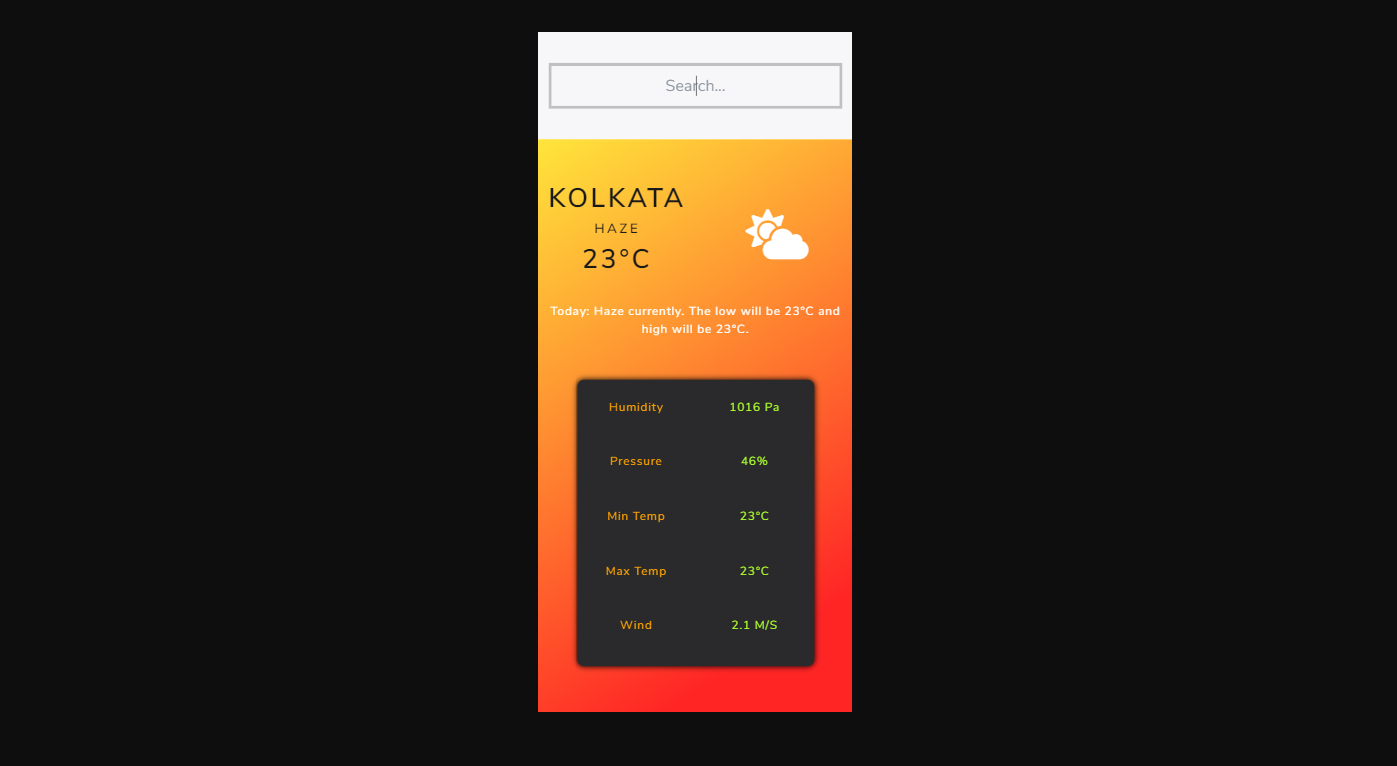 Search...
KOLKATA
HAZE
23°C
Today: Haze currently. The low will be 23°C and
high will be 23°C.
Humidity 1016 Pa
Pressure 46%
Min Temp 23°C
Max Temp 23°C
Wind 2.1 M/S